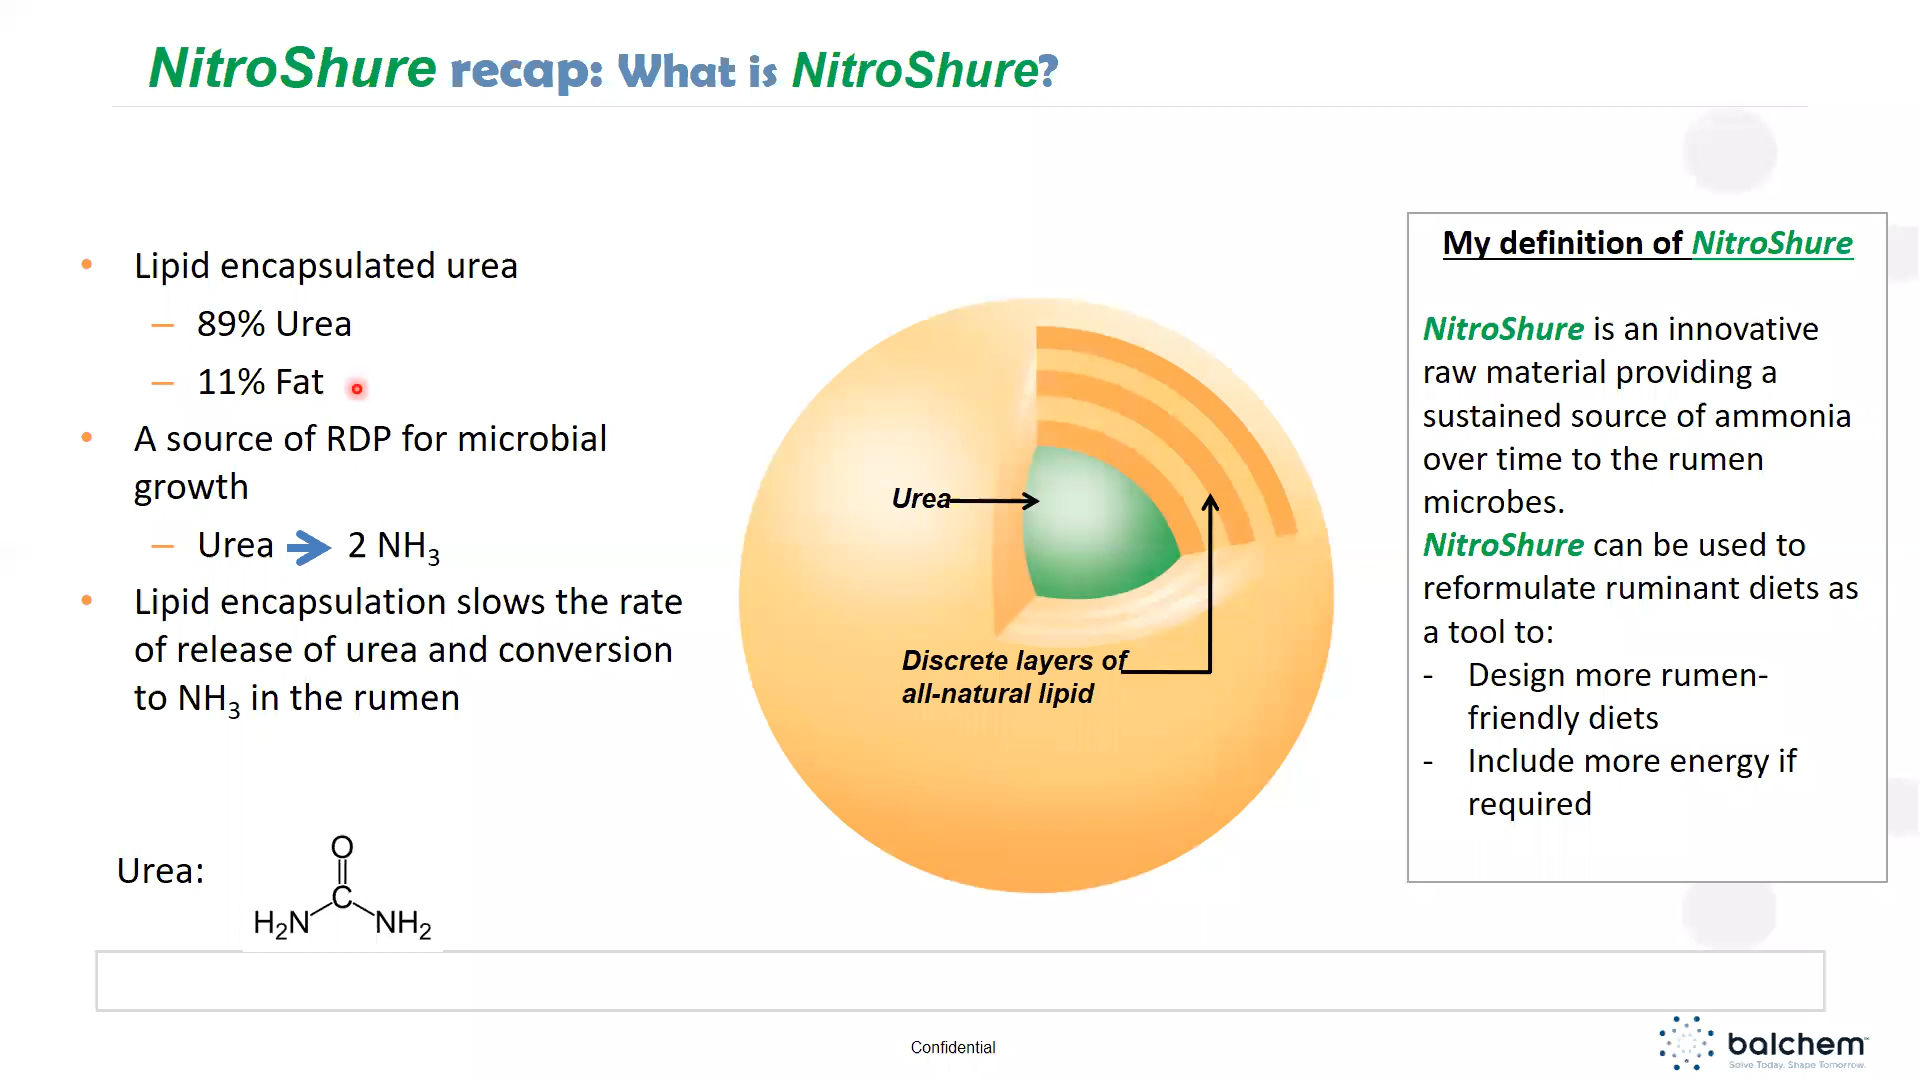 NitroShure recap: What is NitroShure?
• Lipid encapsulated urea
– 89% Urea
– 11% Fat
• A source of RDP for microbial
growth
– Urea → 2 NH₃
• Lipid encapsulation slows the rate
of release of urea and conversion
to NH₃ in the rumen
Urea:
O
C
H₂N NH₂
Urea
Discrete layers of
all-natural lipid
My definition of NitroShure
NitroShure is an innovative
raw material providing a
sustained source of ammonia
over time to the rumen
microbes.
NitroShure can be used to
reformulate ruminant diets as
a tool to:
- Design more rumen-
friendly diets
- Include more energy if
required
Confidential
balchem™
Solve Today. Shape Tomorrow.